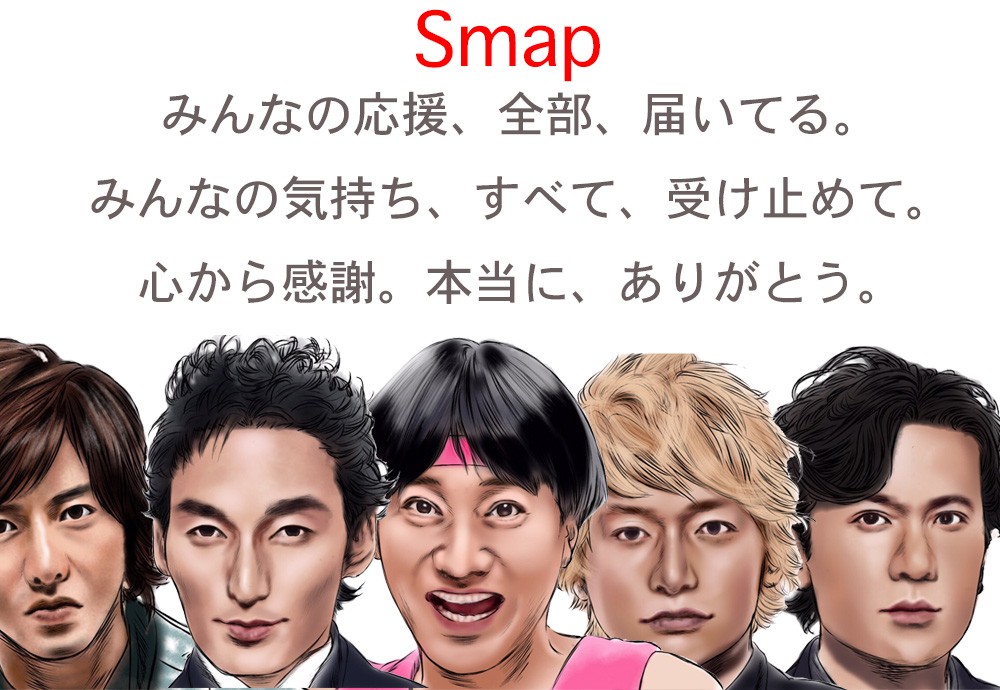 Smap
みんなの応援、全部、届いてる。
みんなの気持ち、すべて、受け止めて。
心から感謝。本当に、ありがとう。